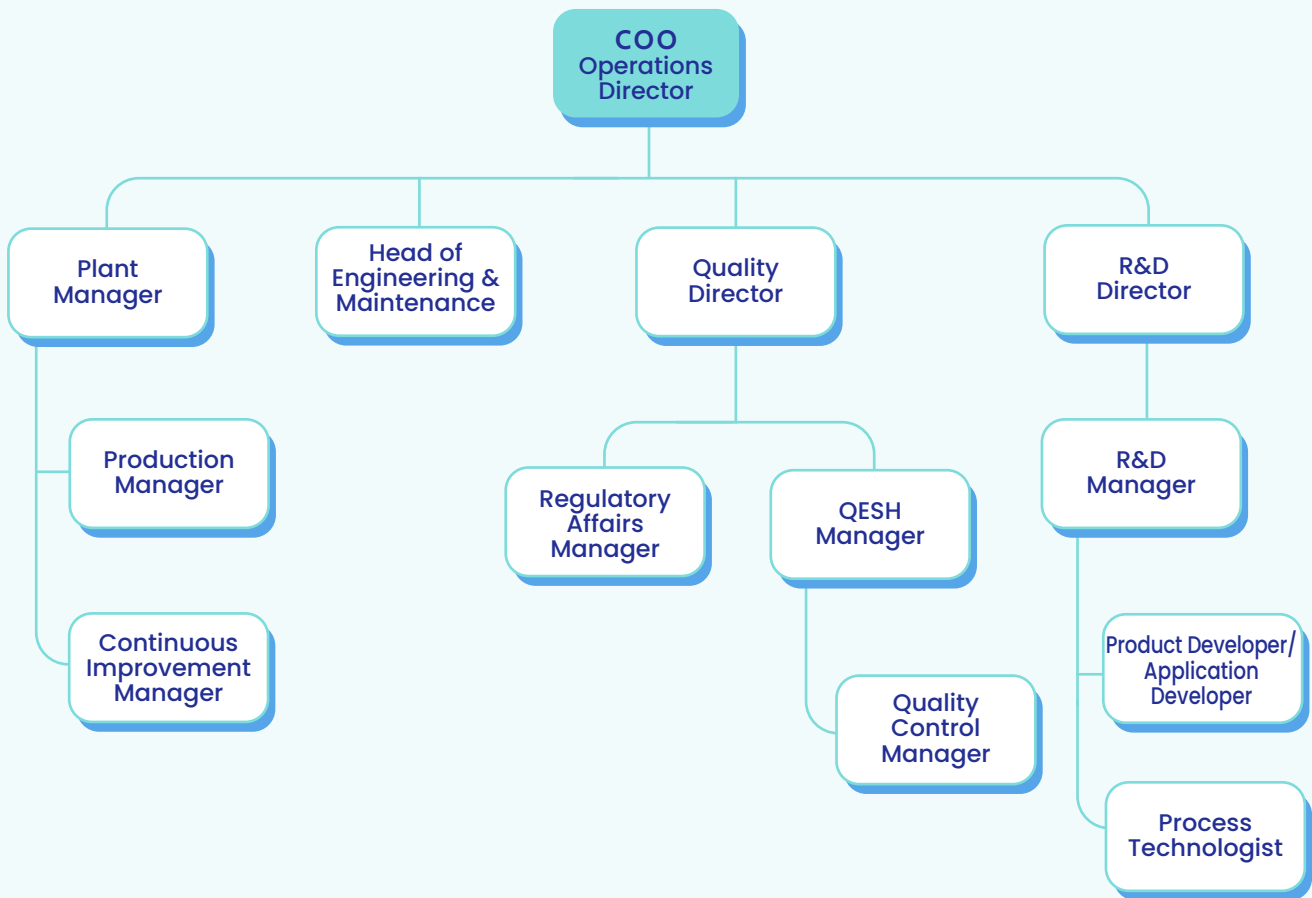 COO
Operations
Director
Plant
Manager
Head of
Engineering &
Maintenance
Quality
Director
R&D
Director
Production
Manager
Regulatory
Affairs
Manager
QESH
Manager
R&D
Manager
Continuous
Improvement
Manager
Quality
Control
Manager
Product Developer/
Application
Developer
Process
Technologist